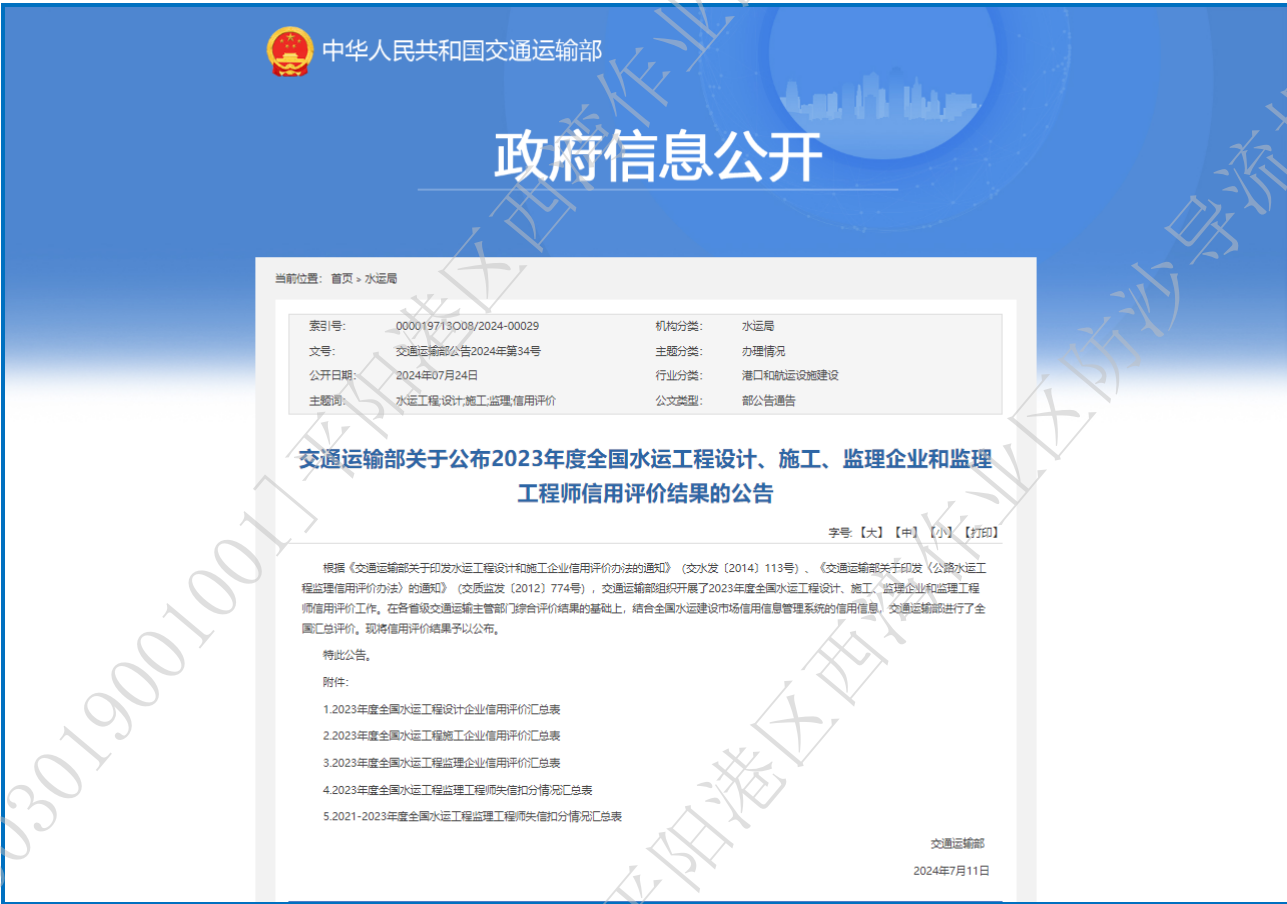 中华人民共和国交通运输部
政府信息公开
当前位置： 首页 » 水运局
索引号： 000019713O08/2024-00029 机构分类： 水运局
文号： 交通运输部公告2024年第34号 主题分类： 办理情况
公开日期： 2024年07月24日 行业分类： 港口和航运设施建设
主题词： 水运工程;设计;施工;监理;信用评价 公文类型： 部公告通告
交通运输部关于公布2023年度全国水运工程设计、施工、监理企业和监理
工程师信用评价结果的公告
字号【大】【中】【小】【打印】
根据《交通运输部关于印发水运工程设计和施工企业信用评价办法的通知》（交水发〔2014〕113号）、《交通运输部关于印发〈公路水运工
程监理信用评价办法〉的通知》（交质监发〔2012〕774号），交通运输部组织开展了2023年度全国水运工程设计、施工、监理企业和监理工程
师信用评价工作。在各省级交通运输主管部门综合评价结果的基础上，结合全国水运建设市场信用信息管理系统的信用信息，交通运输部进行了全
国汇总评价。现将信用评价结果予以公布。
特此公告。
附件：
1.2023年度全国水运工程设计企业信用评价汇总表
2.2023年度全国水运工程施工企业信用评价汇总表
3.2023年度全国水运工程监理企业信用评价汇总表
4.2023年度全国水运工程监理工程师失信扣分情况汇总表
5.2021-2023年度全国水运工程监理工程师失信扣分情况汇总表
交通运输部
2024年7月11日
03019001001]平阳港区西湾作业
平阳港区西湾作业区防沙导流